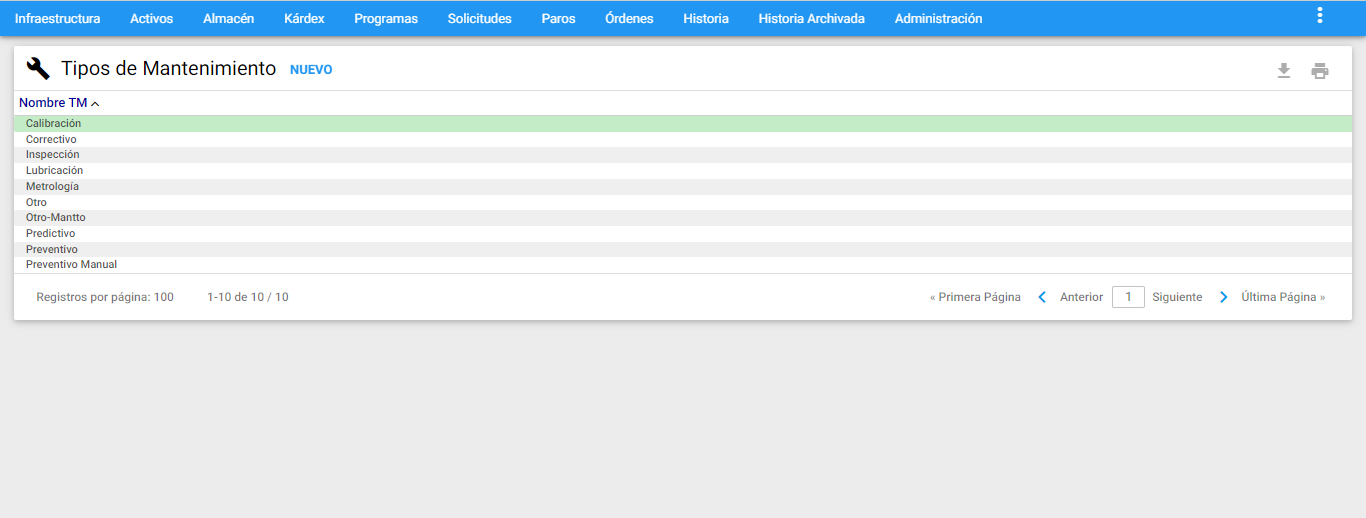 Infraestructura Activos Almacén Kárdex Programas Solicitudes Paros Órdenes Historia Historia Archivada Administración
Tipos de Mantenimiento NUEVO
Nombre TM
Calibración
Correctivo
Inspección
Lubricación
Metrología
Otro
Otro-Mantto
Predictivo
Preventivo
Preventivo Manual
Registros por página: 100 1-10 de 10 / 10 « Primera Página Anterior 1 Siguiente Última Página »